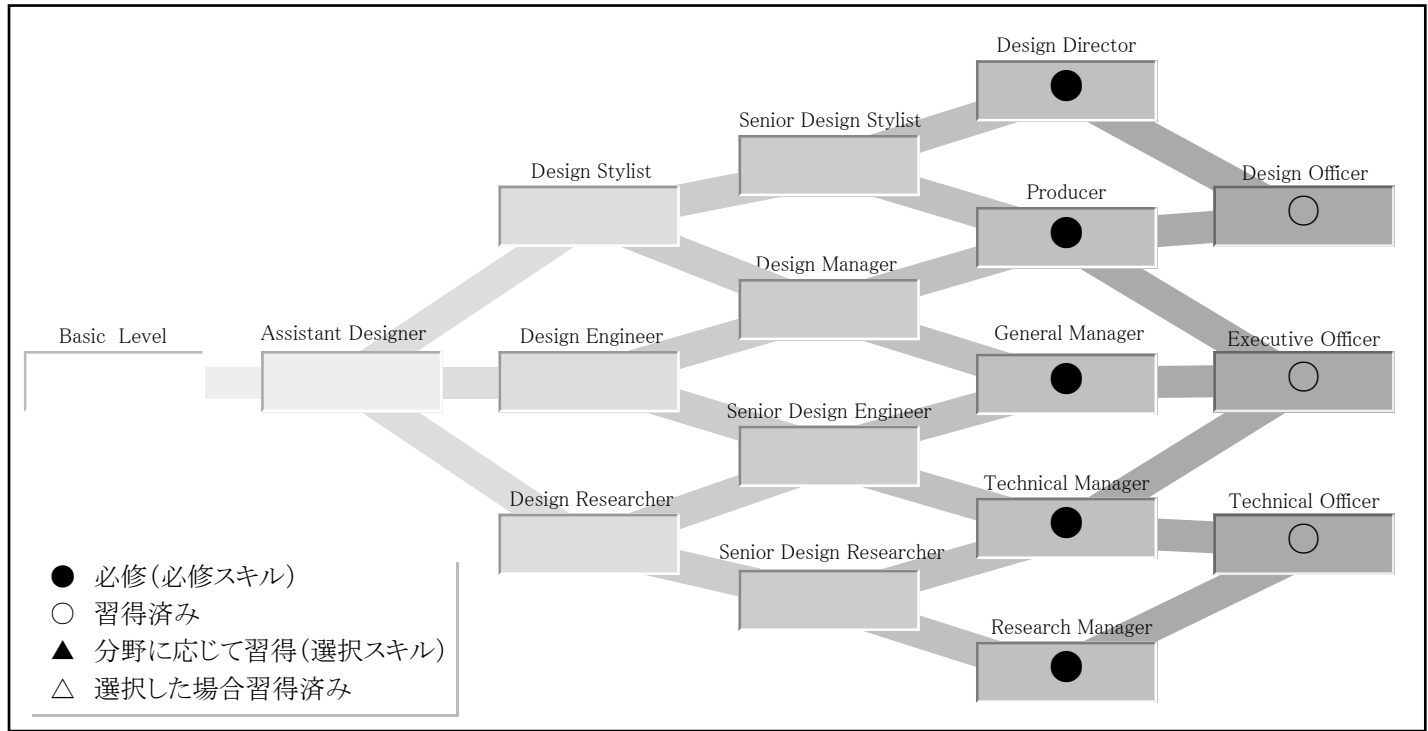 Design Director
Senior Design Stylist
Design Stylist
Design Officer
Producer
Design Manager
Basic Level
Assistant Designer
Design Engineer
General Manager
Executive Officer
Senior Design Engineer
Design Researcher
Technical Manager
Technical Officer
Senior Design Researcher
Research Manager
● 必修(必修スキル)
○ 習得済み
▲ 分野に応じて習得(選択スキル)
△ 選択した場合習得済み